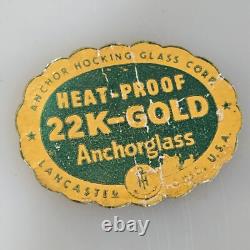 ANCHOR HOCKING GLASS CORP.
HEAT-PROOF
22K-GOLD
Anchorglass
LANCASTER
U.S.A.